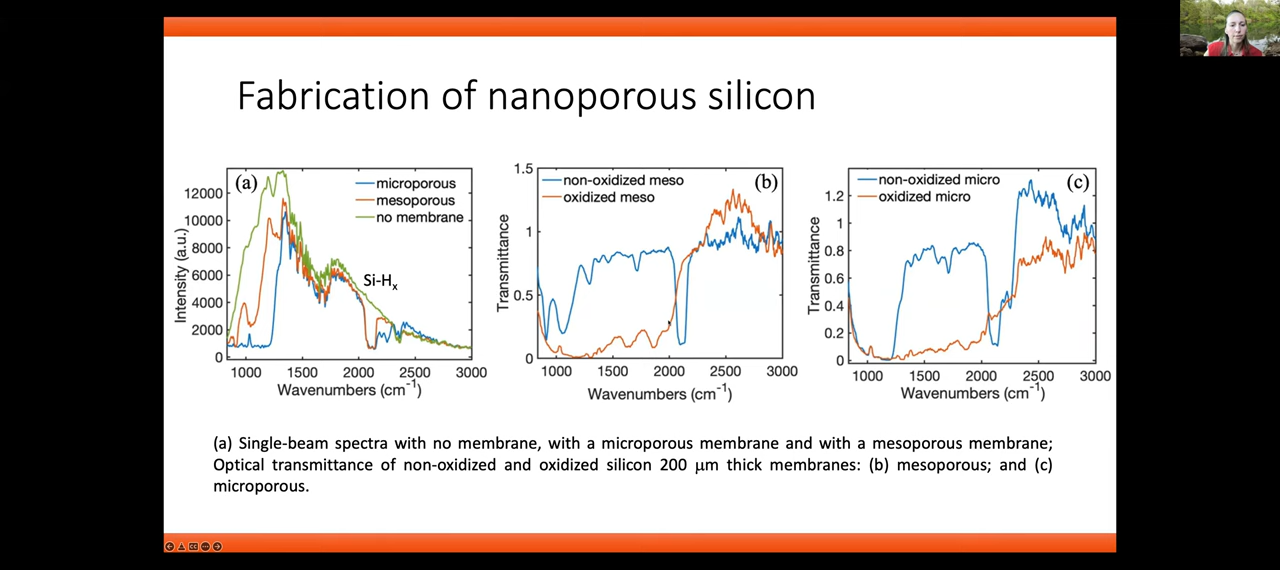 Fabrication of nanoporous silicon
(a)
microporous
mesoporous
no membrane
Si-Hx
Intensity (a.u.)
12000
10000
8000
6000
4000
2000
0
1000 1500 2000 2500 3000
Wavenumbers (cm-1)
(b)
non-oxidized meso
oxidized meso
Transmittance
1.5
1
0.5
0
1000 1500 2000 2500 3000
Wavenumbers (cm-1)
(c)
non-oxidized micro
oxidized micro
Transmittance
1.2
1
0.8
0.6
0.4
0.2
0
1000 1500 2000 2500 3000
Wavenumbers (cm-1)
(a) Single-beam spectra with no membrane, with a microporous membrane and with a mesoporous membrane;
Optical transmittance of non-oxidized and oxidized silicon 200 μm thick membranes: (b) mesoporous; and (c)
microporous.